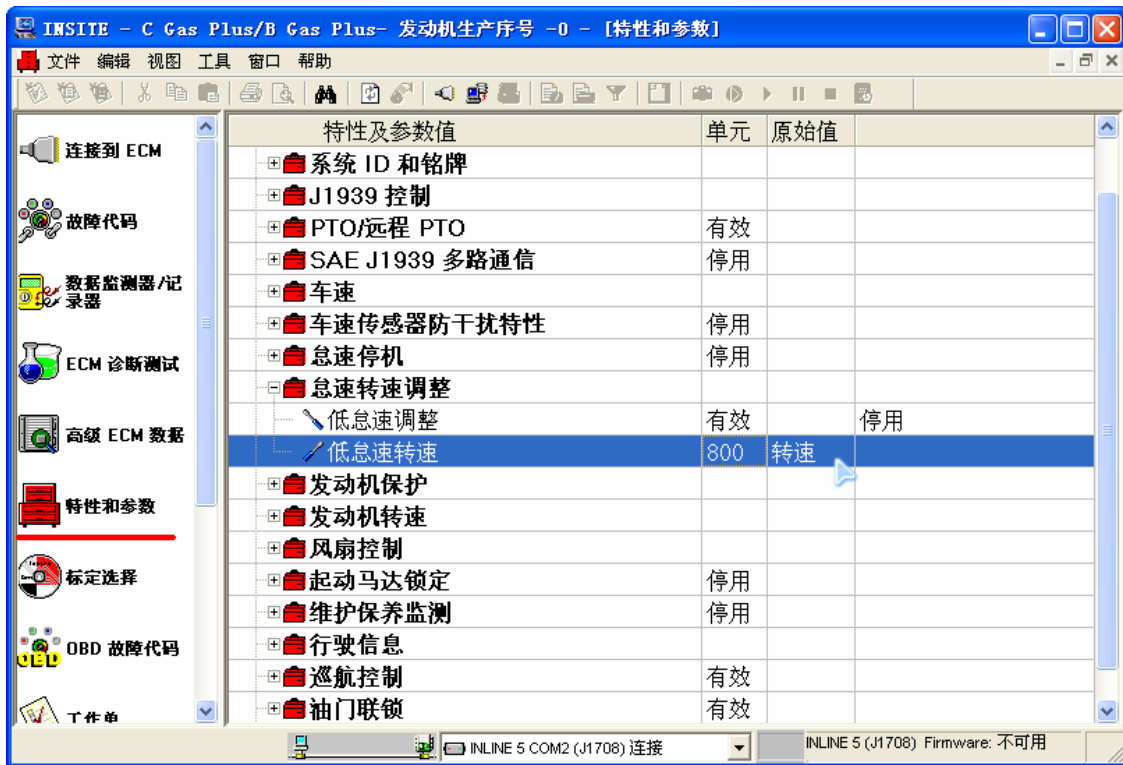 INSITE - C Gas Plus/B Gas Plus- 发动机生产序号 -0 - [特性和参数]
文件 编辑 视图 工具 窗口 帮助
连接到 ECM
故障代码
数据监测器/记
录器
ECM 诊断测试
高级 ECM 数据
特性和参数
标定选择
OBD 故障代码
工作单
特性及参数值 单元 原始值
系统 ID 和铭牌
J1939 控制
PTO/远程 PTO 有效
SAE J1939 多路通信 停用
车速
车速传感器防干扰特性 停用
怠速停机 停用
怠速转速调整
低怠速调整 有效 停用
低怠速转速 800 转速
发动机保护
发动机转速
风扇控制
起动马达锁定 停用
维护保养监测 停用
行驶信息
巡航控制 有效
油门联锁 有效
INLINE 5 COM2 (J1708) 连接
INLINE 5 (J1708) Firmware: 不可用